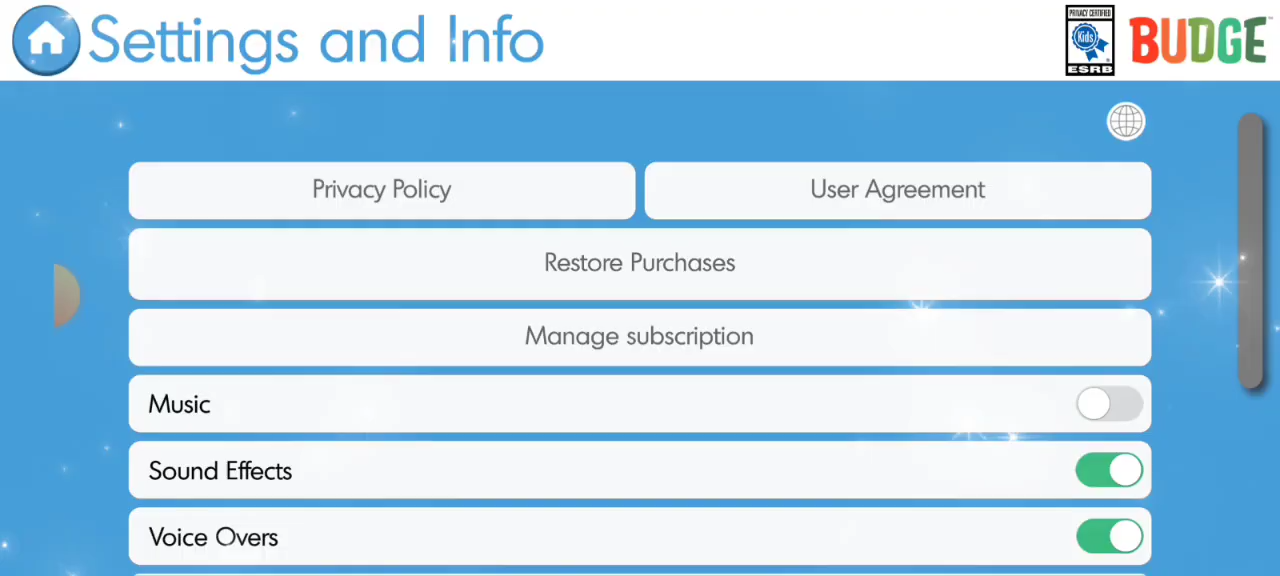 Settings and Info
PRIVACY CERTIFIED
Kids
ESRB
BUDGE
Privacy Policy
User Agreement
Restore Purchases
Manage subscription
Music
Sound Effects
Voice Overs